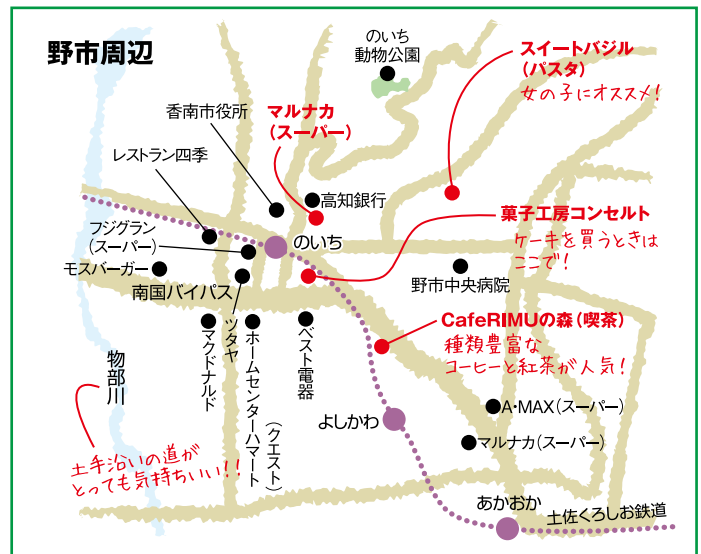 野市周辺
のいち
動物公園
スイートバジル
(パスタ)
女の子にオススメ!
香南市役所
マルナカ
(スーパー)
レストラン四季
高知銀行
フジグラン
(スーパー)
のいち
菓子工房コンセルト
ケーキを買うときは
ここで!
モスバーガー
南国バイパス
野市中央病院
CafeRIMUの森(喫茶)
種類豊富な
コーヒーと紅茶が人気!
マクドナルド
ツタヤ
ホームセンターハマート
(クエスト)
ベスト電器
物部川
土手沿いの道が
とっても気持ちいい!!
よしかわ
A・MAX(スーパー)
マルナカ(スーパー)
あかおか
土佐くろしお鉄道